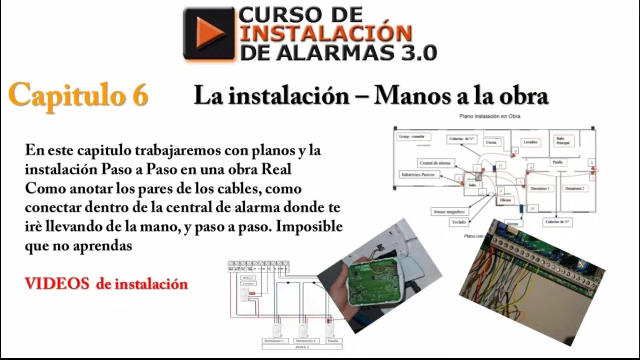 CURSO DE
INSTALACIÓN
DE ALARMAS 3.0
Capitulo 6
La instalación – Manos a la obra
Plano instalación en Obra
En este capitulo trabajaremos con planos y la
instalación Paso a Paso en una obra Real
Como anotar los pares de los cables, como
conectar dentro de la central de alarma donde te
irè llevando de la mano, y paso a paso. Imposible
que no aprendas
VIDEOS de instalación
Cocina
Lavadero
Baño
Principal
Central de alarma
Pasillo
Infrarrojos Pasivos
Baño
Dormitorio 1
Dormitorio 2
Oficina
Sensor magnético
Teclado
Plano con